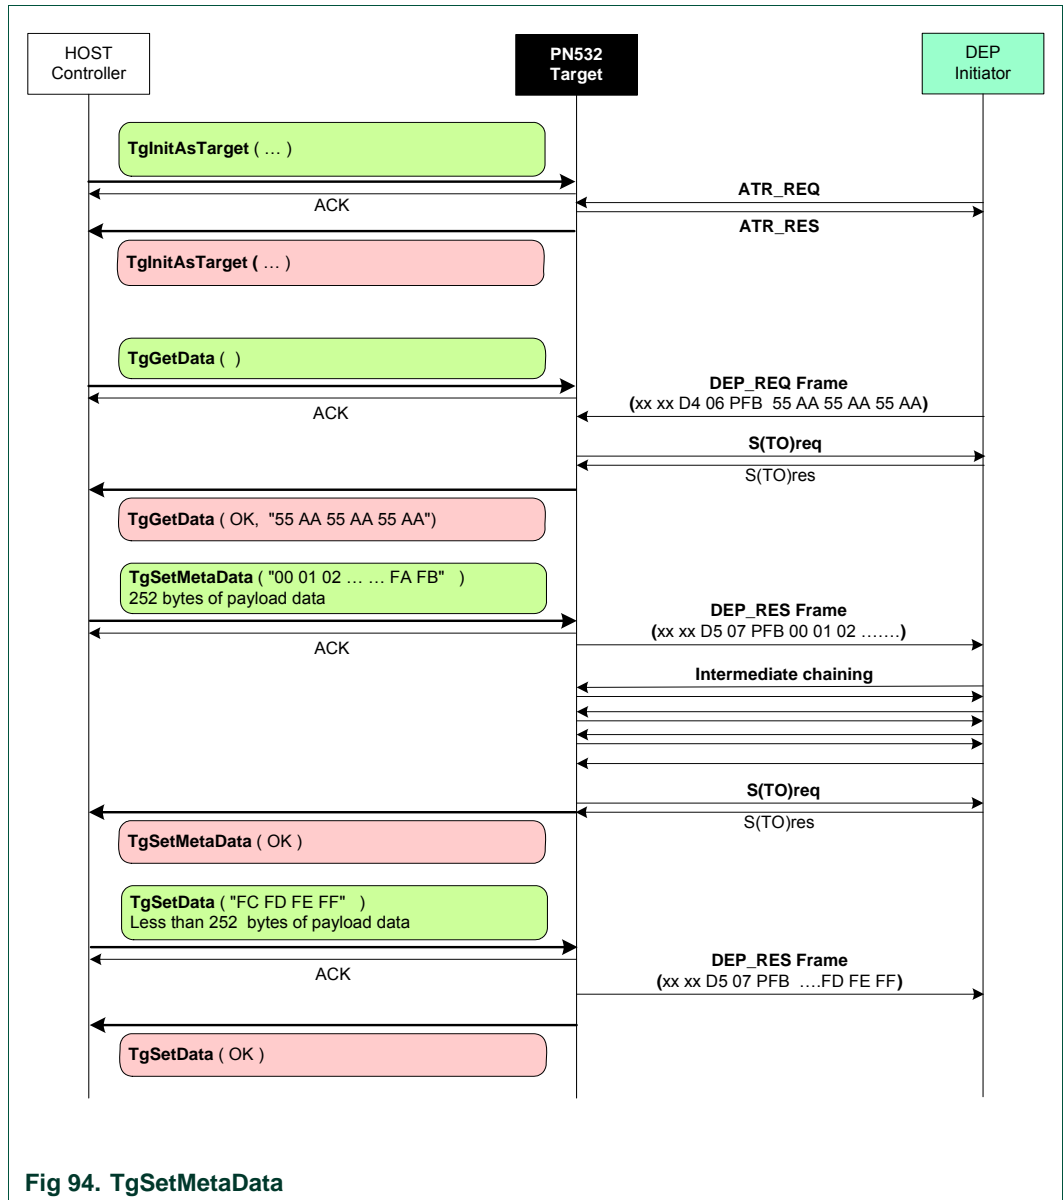 HOST
Controller
PN532
Target
DEP
Initiator
TgInitAsTarget ( … )
ACK
ATR_REQ
ATR_RES
TgInitAsTarget ( … )
TgGetData ( )
ACK
DEP_REQ Frame
(xx xx D4 06 PFB 55 AA 55 AA 55 AA)
S(TO)req
S(TO)res
TgGetData ( OK, "55 AA 55 AA 55 AA")
TgSetMetaData ( "00 01 02 … … FA FB" )
252 bytes of payload data
ACK
DEP_RES Frame
(xx xx D5 07 PFB 00 01 02 …….)
Intermediate chaining
S(TO)req
S(TO)res
TgSetMetaData ( OK )
TgSetData ( "FC FD FE FF" )
Less than 252 bytes of payload data
ACK
DEP_RES Frame
(xx xx D5 07 PFB ….FD FE FF)
TgSetData ( OK )
Fig 94. TgSetMetaData